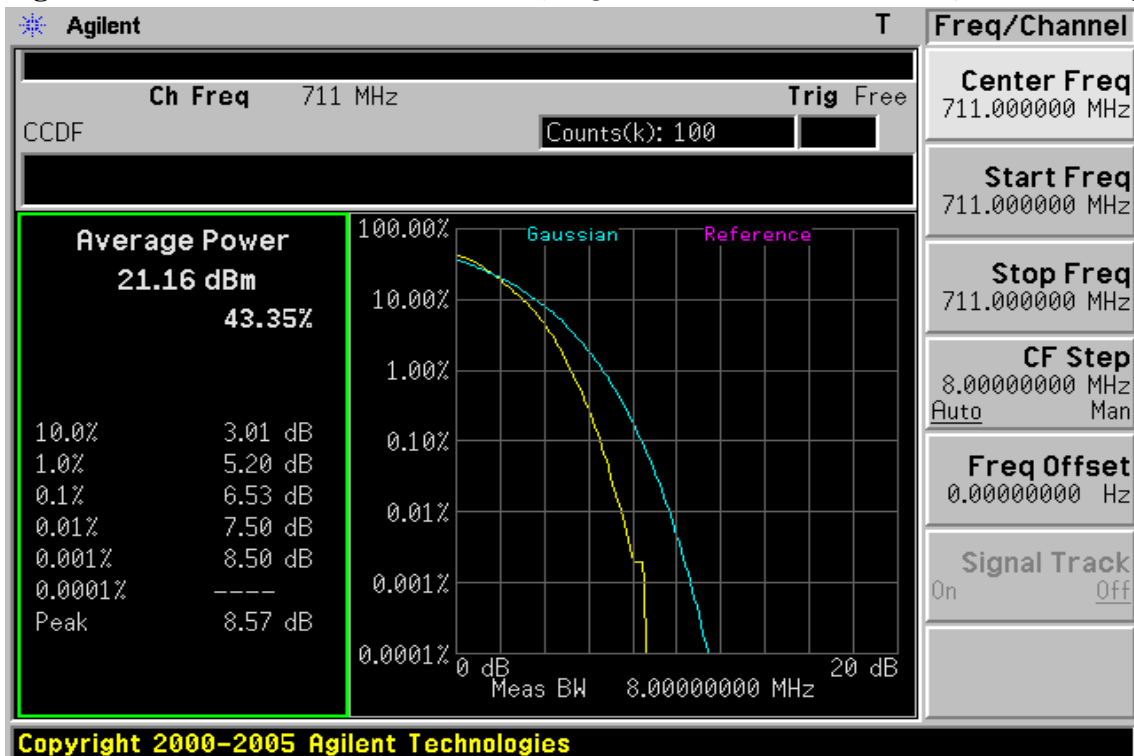 Agilent T Freq/Channel
Ch Freq 711 MHz Trig Free
CCDF Counts(k): 100
Average Power
21.16 dBm
43.35%
10.0% 3.01 dB
1.0% 5.20 dB
0.1% 6.53 dB
0.01% 7.50 dB
0.001% 8.50 dB
0.0001% ----
Peak 8.57 dB
100.00% Gaussian Reference
10.00%
1.00%
0.10%
0.01%
0.001%
0.0001%
0 dB 20 dB
Meas BW 8.00000000 MHz
Center Freq
711.000000 MHz
Start Freq
711.000000 MHz
Stop Freq
711.000000 MHz
CF Step
8.00000000 MHz
Auto Man
Freq Offset
0.00000000 Hz
Signal Track
On Off
Copyright 2000-2005 Agilent Technologies